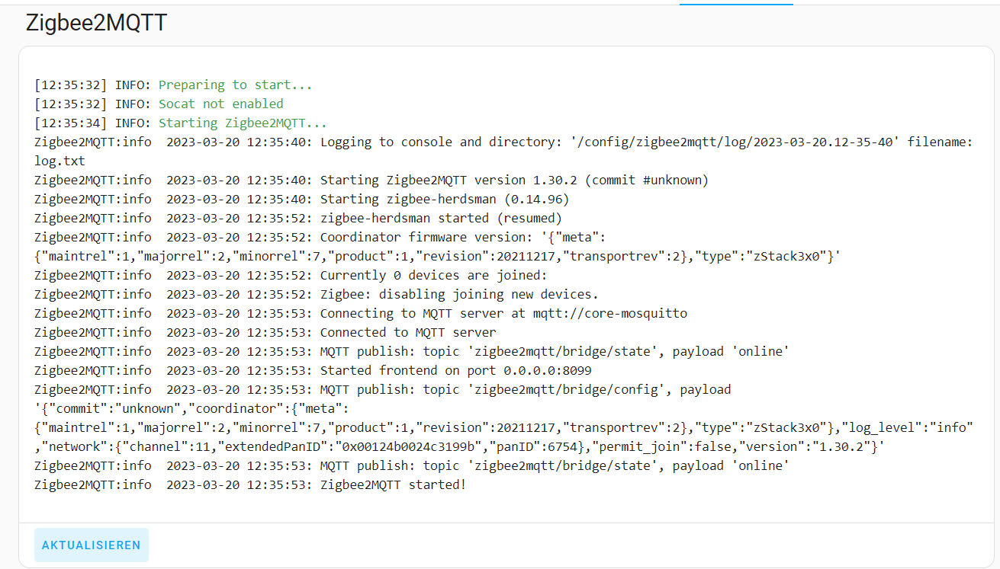 Zigbee2MQTT
[12:35:32] INFO: Preparing to start...
[12:35:32] INFO: Socat not enabled
[12:35:34] INFO: Starting Zigbee2MQTT...
Zigbee2MQTT:info  2023-03-20 12:35:40: Logging to console and directory: '/config/zigbee2mqtt/log/2023-03-20.12-35-40' filename:
log.txt
Zigbee2MQTT:info  2023-03-20 12:35:40: Starting Zigbee2MQTT version 1.30.2 (commit #unknown)
Zigbee2MQTT:info  2023-03-20 12:35:40: Starting zigbee-herdsman (0.14.96)
Zigbee2MQTT:info  2023-03-20 12:35:52: zigbee-herdsman started (resumed)
Zigbee2MQTT:info  2023-03-20 12:35:52: Coordinator firmware version: '{"meta":
{"maintrel":1,"majorrel":2,"minorrel":7,"product":1,"revision":20211217,"transportrev":2},"type":"zStack3x0"}'
Zigbee2MQTT:info  2023-03-20 12:35:52: Currently 0 devices are joined:
Zigbee2MQTT:info  2023-03-20 12:35:52: Zigbee: disabling joining new devices.
Zigbee2MQTT:info  2023-03-20 12:35:53: Connecting to MQTT server at mqtt://core-mosquitto
Zigbee2MQTT:info  2023-03-20 12:35:53: Connected to MQTT server
Zigbee2MQTT:info  2023-03-20 12:35:53: MQTT publish: topic 'zigbee2mqtt/bridge/state', payload 'online'
Zigbee2MQTT:info  2023-03-20 12:35:53: Started frontend on port 0.0.0.0:8099
Zigbee2MQTT:info  2023-03-20 12:35:53: MQTT publish: topic 'zigbee2mqtt/bridge/config', payload
'{"commit":"unknown","coordinator":{"meta":
{"maintrel":1,"majorrel":2,"minorrel":7,"product":1,"revision":20211217,"transportrev":2},"type":"zStack3x0"},"log_level":"info"
,"network":{"channel":11,"extendedPanID":"0x00124b0024c3199b","panID":6754},"permit_join":false,"version":"1.30.2"}'
Zigbee2MQTT:info  2023-03-20 12:35:53: MQTT publish: topic 'zigbee2mqtt/bridge/state', payload 'online'
Zigbee2MQTT:info  2023-03-20 12:35:53: Zigbee2MQTT started!
AKTUALISIEREN